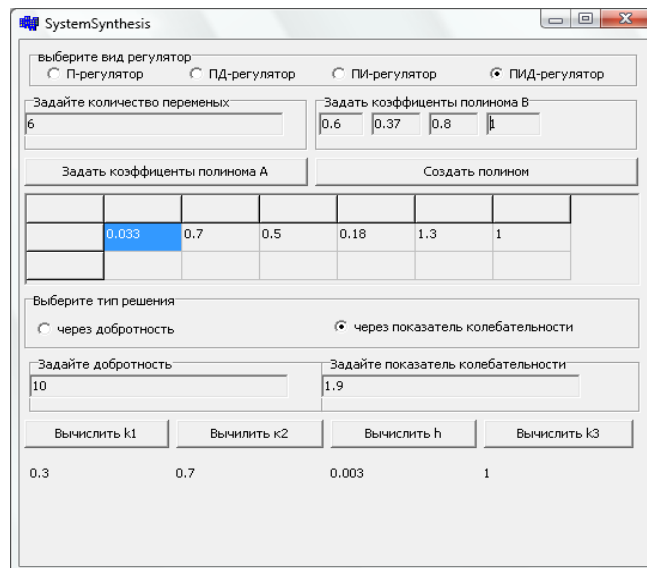 SystemSynthesis
выберите вид регулятор
П-регулятор ПД-регулятор ПИ-регулятор ПИД-регулятор
Задайте количество переменых Задать коэффиценты полинома В
6 0.6 0.37 0.8 1
Задать коэффиценты полинома А Создать полином
0.033 0.7 0.5 0.18 1.3 1
Выберите тип решения
через добротность через показатель колебательности
Задайте добротность Задайте показатель колебательности
10 1.9
Вычислить k1 Вычилить к2 Вычислить h Вычислить k3
0.3 0.7 0.003 1